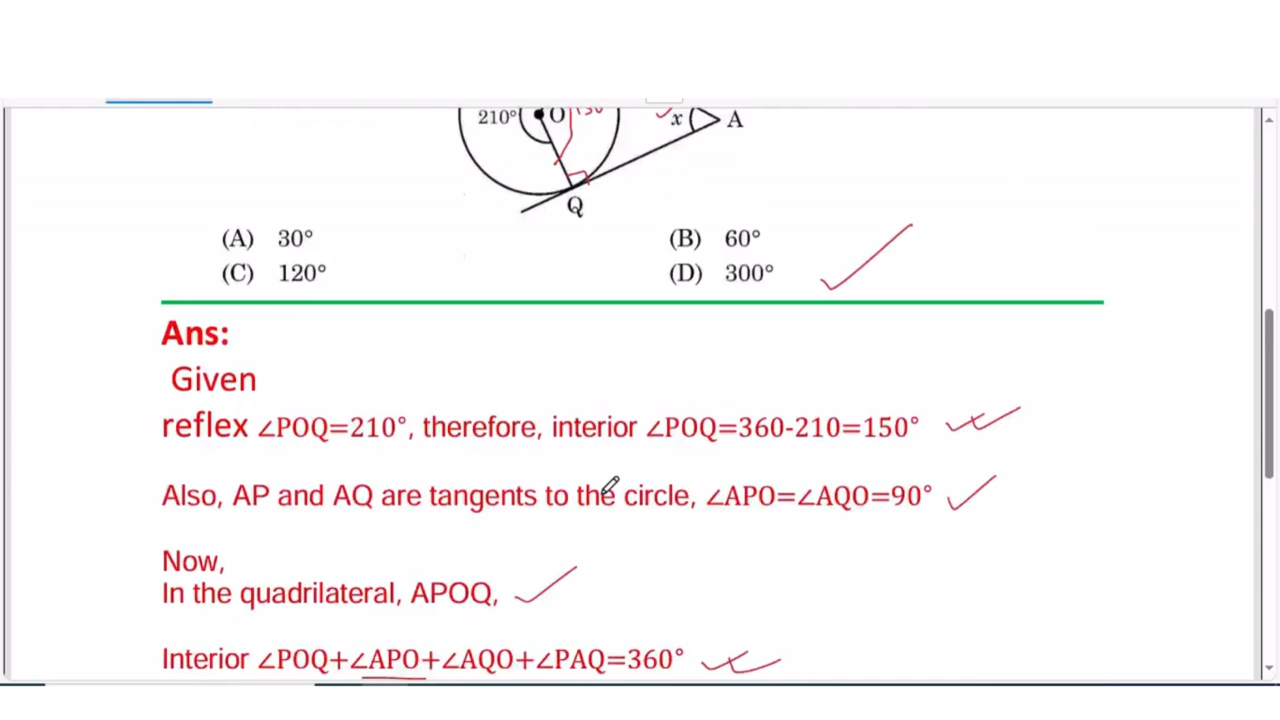 210° O 150 x A
Q
(A) 30° (B) 60°
(C) 120° (D) 300°
Ans:
Given
reflex ∠POQ=210°, therefore, interior ∠POQ=360-210=150°
Also, AP and AQ are tangents to the circle, ∠APO=∠AQO=90°
Now,
In the quadrilateral, APOQ,
Interior ∠POQ+∠APO+∠AQO+∠PAQ=360°